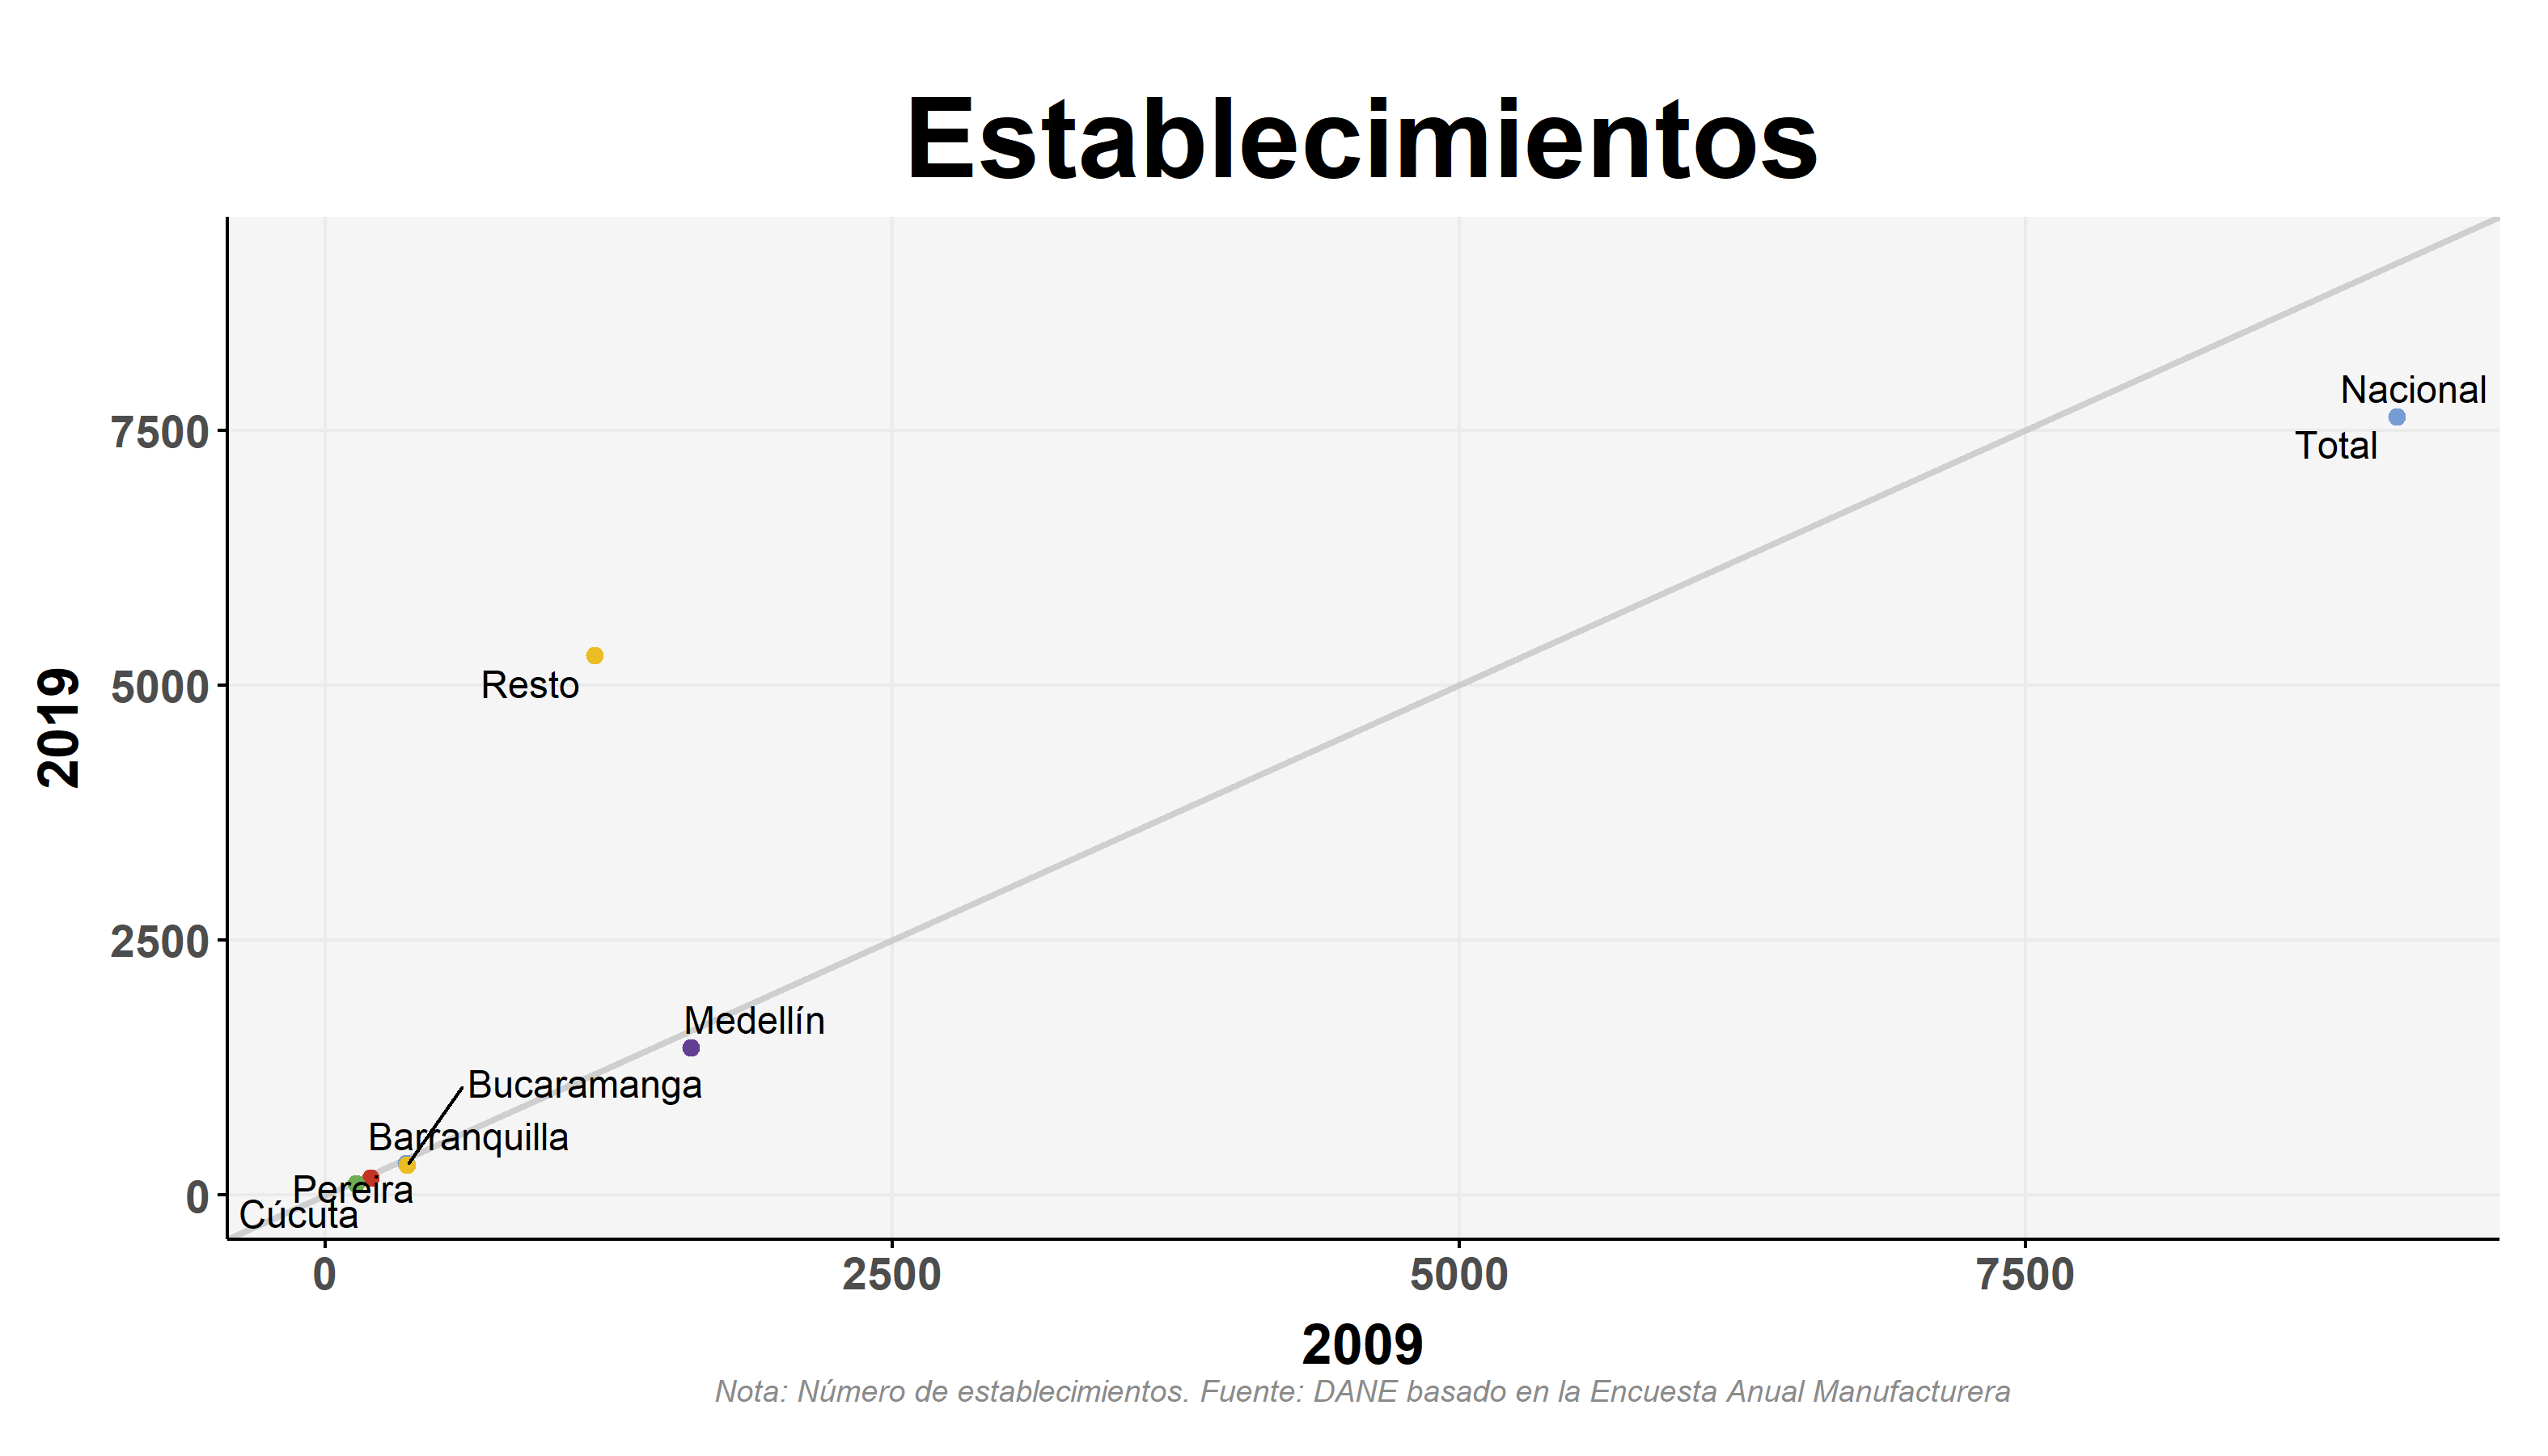 Establecimientos
2019
7500
5000
2500
0
Nacional
Total
Resto
Medellín
Bucaramanga
Barranquilla
Pereira
Cúcuta
0 2500 5000 7500
2009
Nota: Número de establecimientos. Fuente: DANE basado en la Encuesta Anual Manufacturera